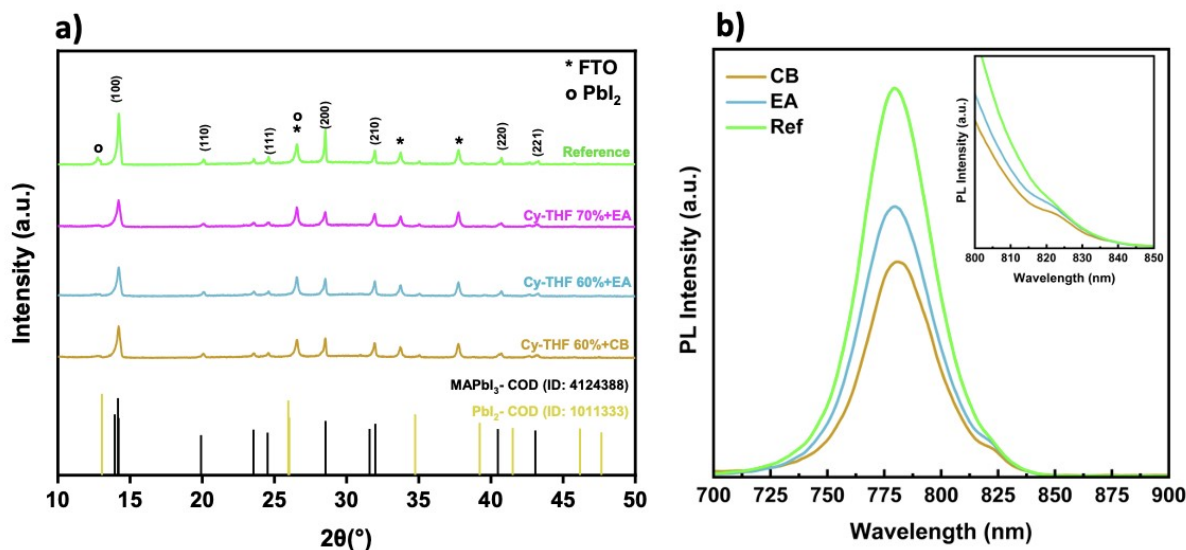 a)
* FTO
o PbI₂
(100)
(110)
(111)
o
*
(200)
(210)
*
*
(220)
(221)
o
Reference
Cy-THF 70%+EA
Cy-THF 60%+EA
Cy-THF 60%+CB
MAPbI₃- COD (ID: 4124388)
PbI₂- COD (ID: 1011333)
Intensity (a.u.)
10 15 20 25 30 35 40 45 50
2θ(°)
b)
CB
EA
Ref
PL Intensity (a.u.)
700 725 750 775 800 825 850 875 900
Wavelength (nm)
PL Intensity (a.u.)
800 810 820 830 840 850
Wavelength (nm)